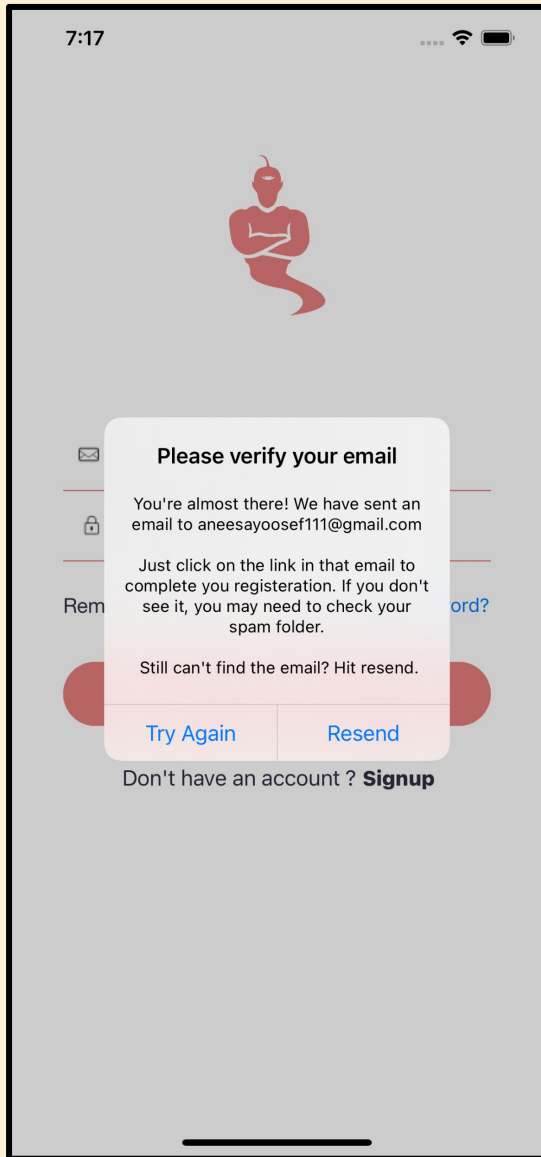 7:17
Please verify your email
You're almost there! We have sent an
email to aneesayoosef111@gmail.com
Just click on the link in that email to
complete you registeration. If you don't
see it, you may need to check your
spam folder.
Still can't find the email? Hit resend.
Rem ord?
Try Again Resend
Don't have an account ? Signup